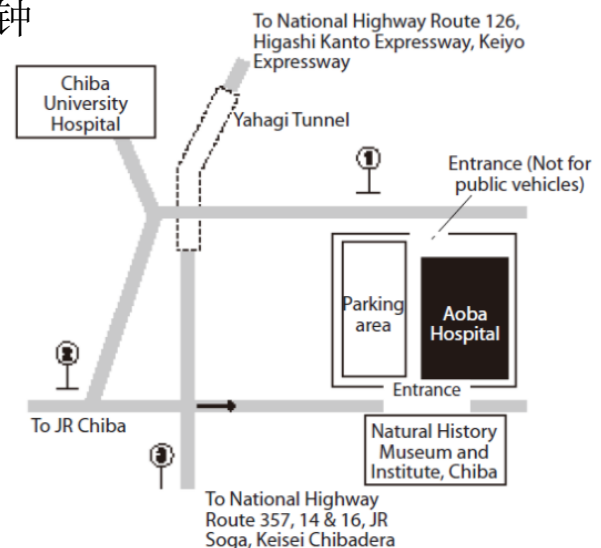 钟
To National Highway Route 126,
Higashi Kanto Expressway, Keiyo
Expressway
Chiba
University
Hospital
Yahagi Tunnel
1
Entrance (Not for
public vehicles)
Parking
area
Aoba
Hospital
2
Entrance
To JR Chiba
Natural History
Museum and
Institute, Chiba
3
To National Highway
Route 357, 14 & 16, JR
Soga, Keisei Chibadera